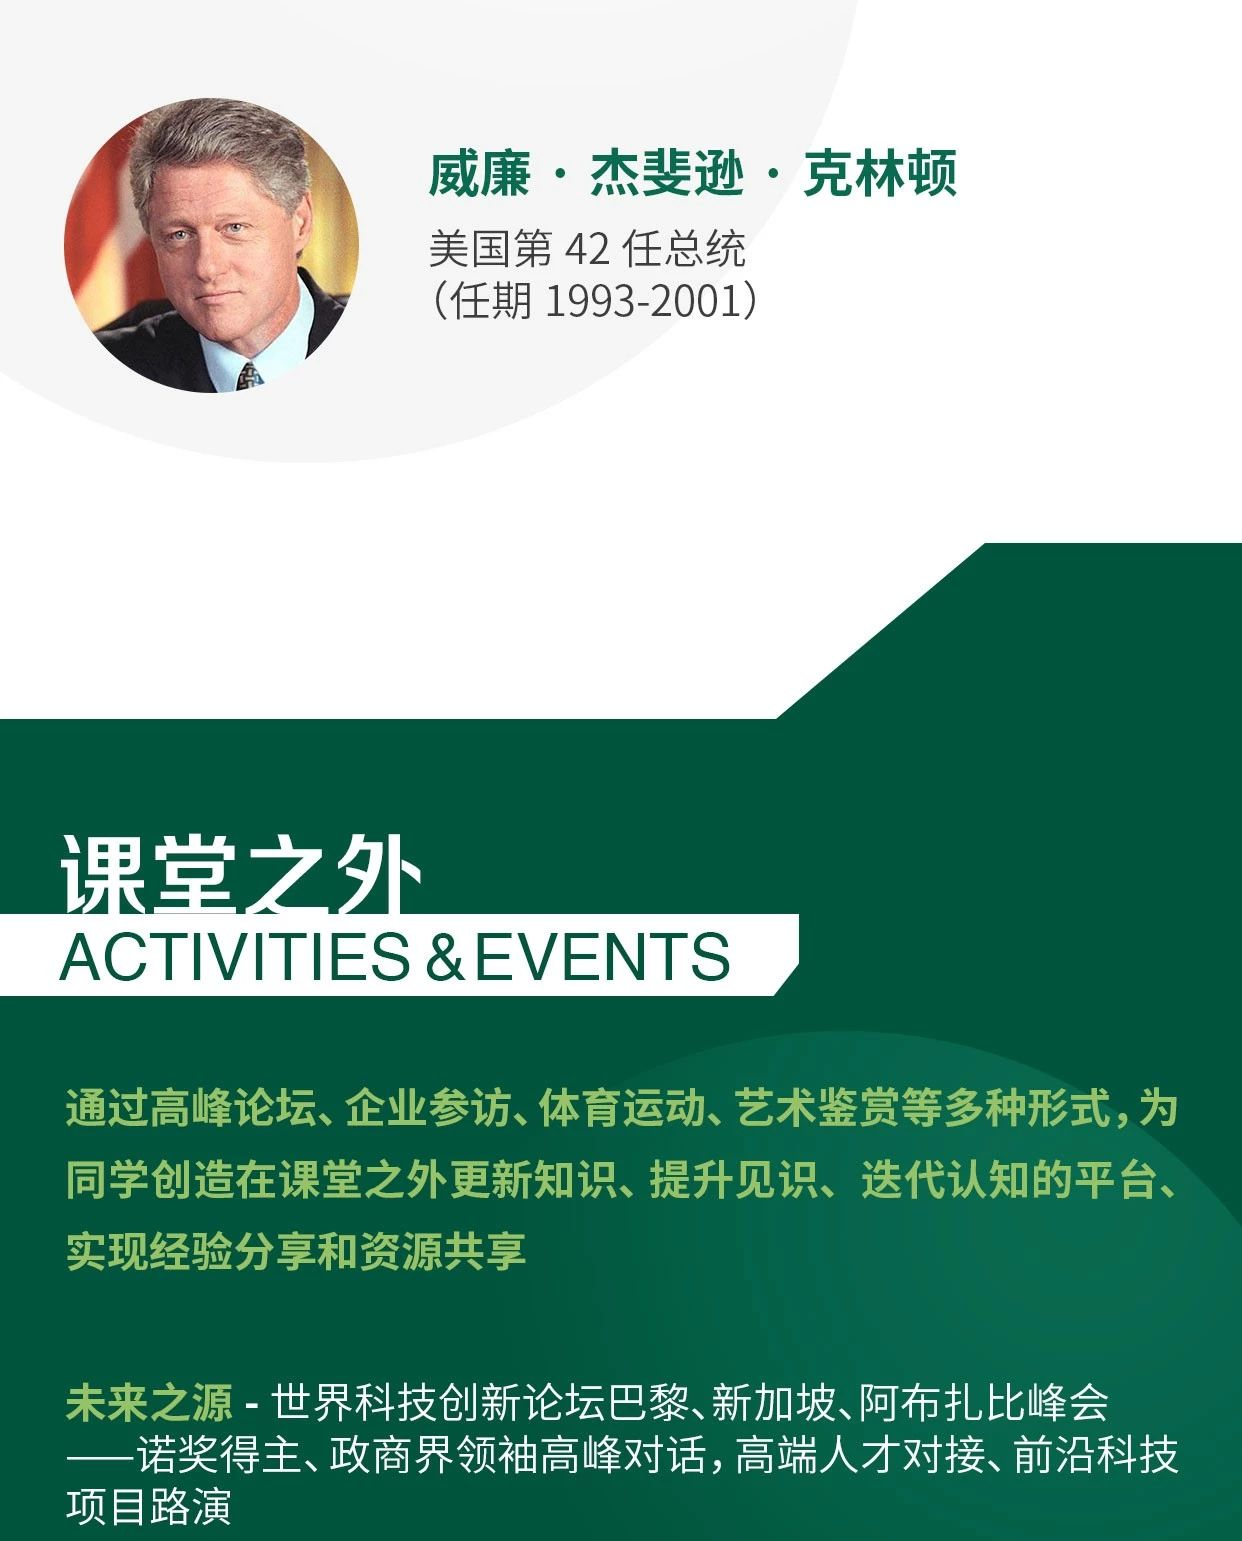 威廉·杰斐逊·克林顿
美国第 42 任总统
（任期 1993-2001）
课堂之外
ACTIVITIES & EVENTS
通过高峰论坛、企业参访、体育运动、艺术鉴赏等多种形式，为
同学创造在课堂之外更新知识、提升见识、迭代认知的平台、
实现经验分享和资源共享
未来之源 - 世界科技创新论坛巴黎、新加坡、阿布扎比峰会
——诺奖得主、政商界领袖高峰对话，高端人才对接、前沿科技
项目路演